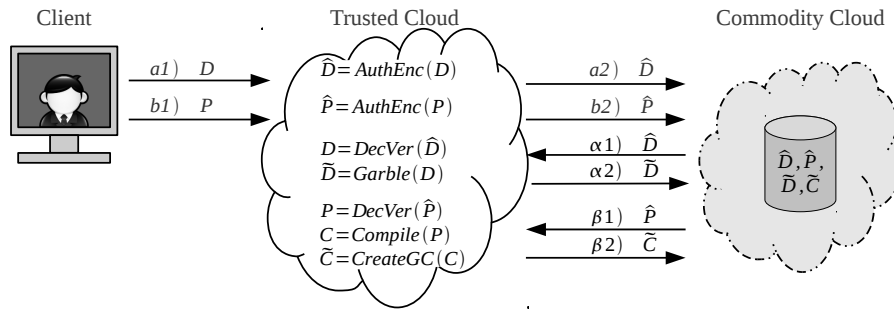 Client
Trusted Cloud
Commodity Cloud
a1) D
b1) P
D̂=AuthEnc(D)
P̂=AuthEnc(P)
D=DecVer(D̂)
D̃=Garble(D)
P=DecVer(P̂)
C=Compile(P)
C̃=CreateGC(C)
a2) D̂
b2) P̂
α1) D̂
α2) D̃
β1) P̂
β2) C̃
D̂,P̂,
D̃,C̃